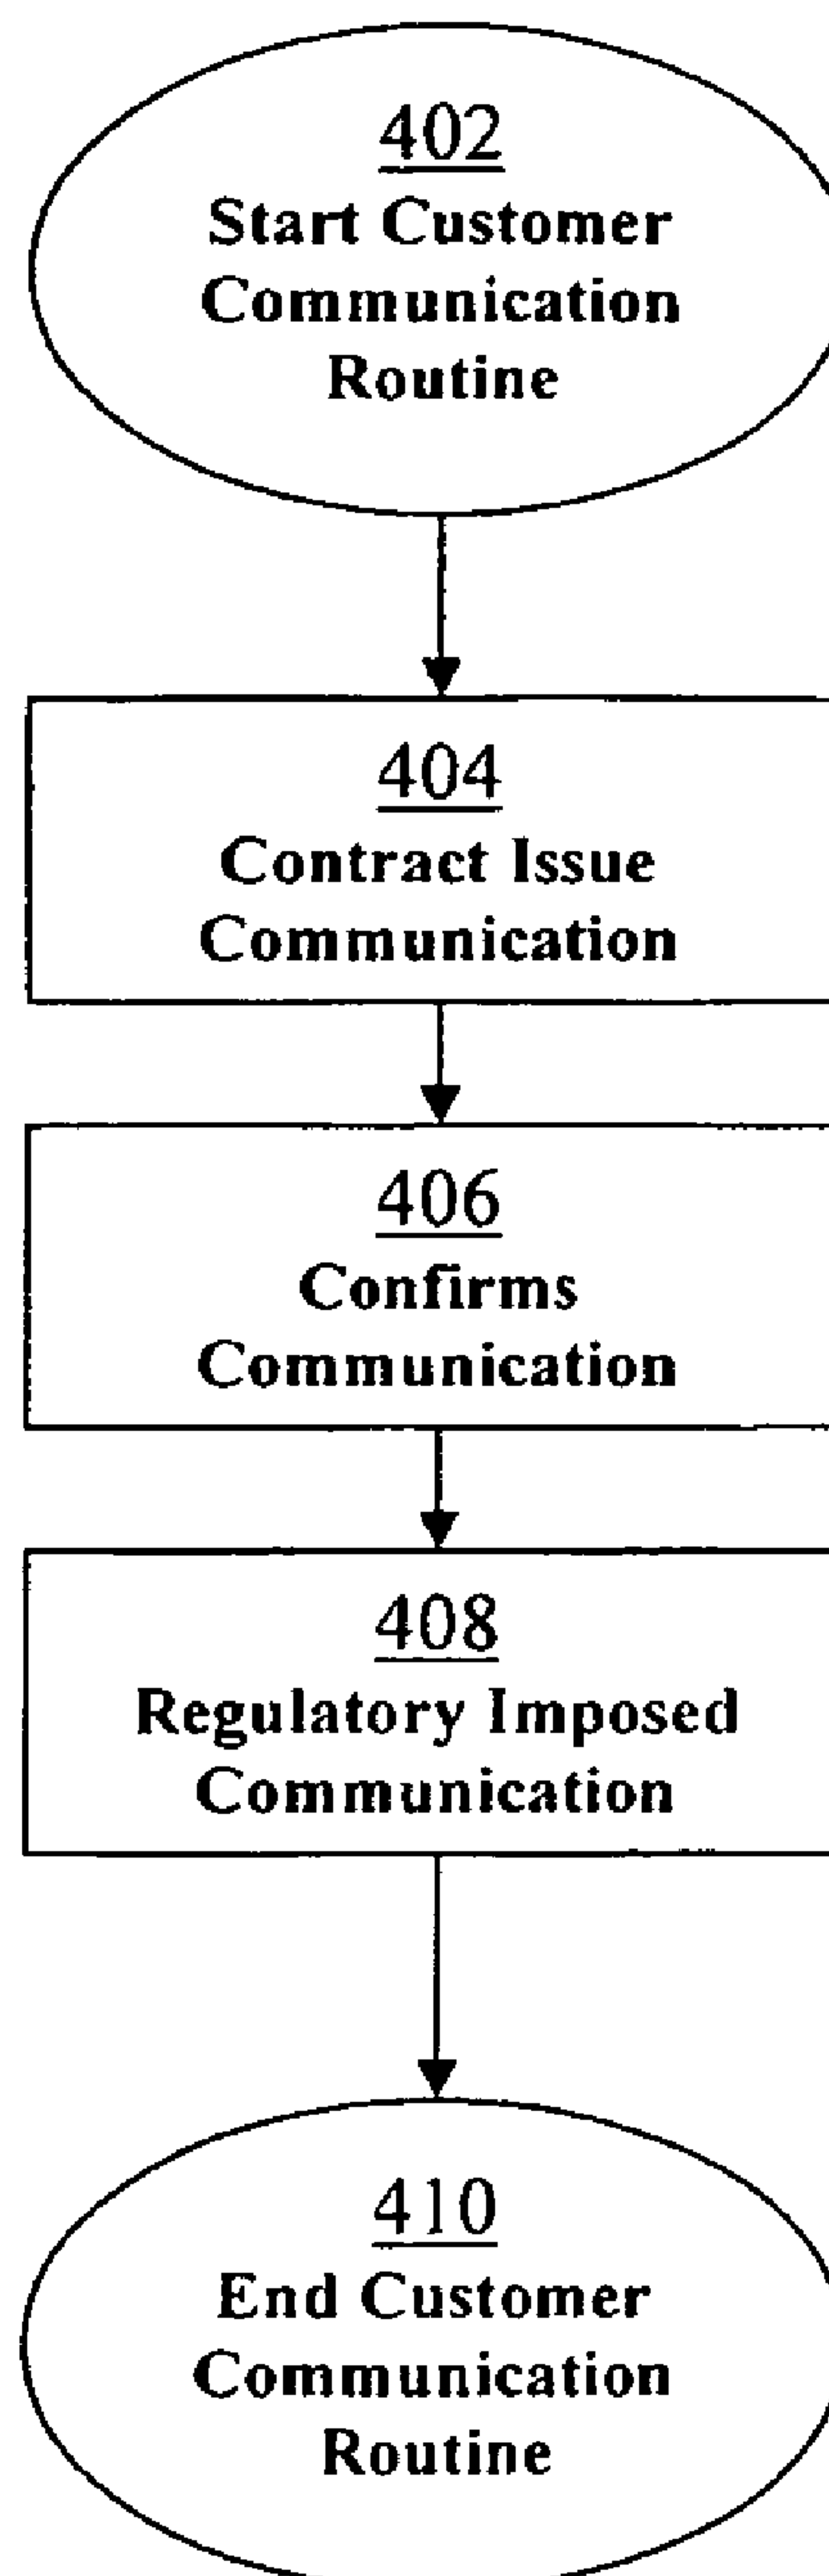 402
Start Customer
Communication
Routine
404
Contract Issue
Communication
406
Confirms
Communication
408
Regulatory Imposed
Communication
410
End Customer
Communication
Routine